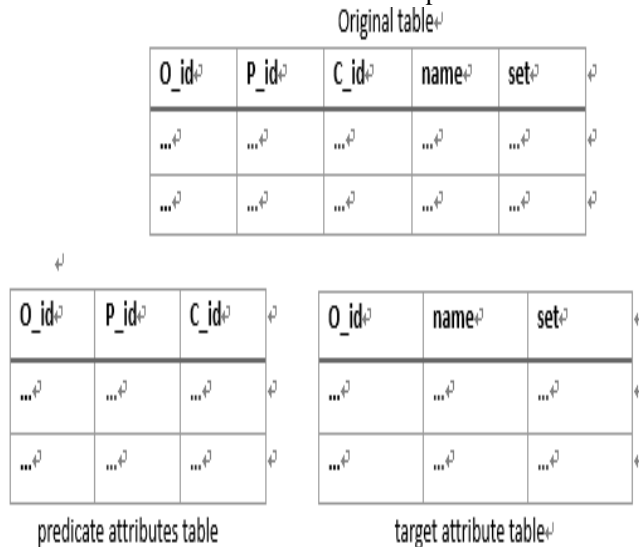 Original table
O_id P_id C_id name set
... ... ... ... ...
... ... ... ... ...
O_id P_id C_id
... ... ...
... ... ...
predicate attributes table
O_id name set
... ... ...
... ... ...
target attribute table